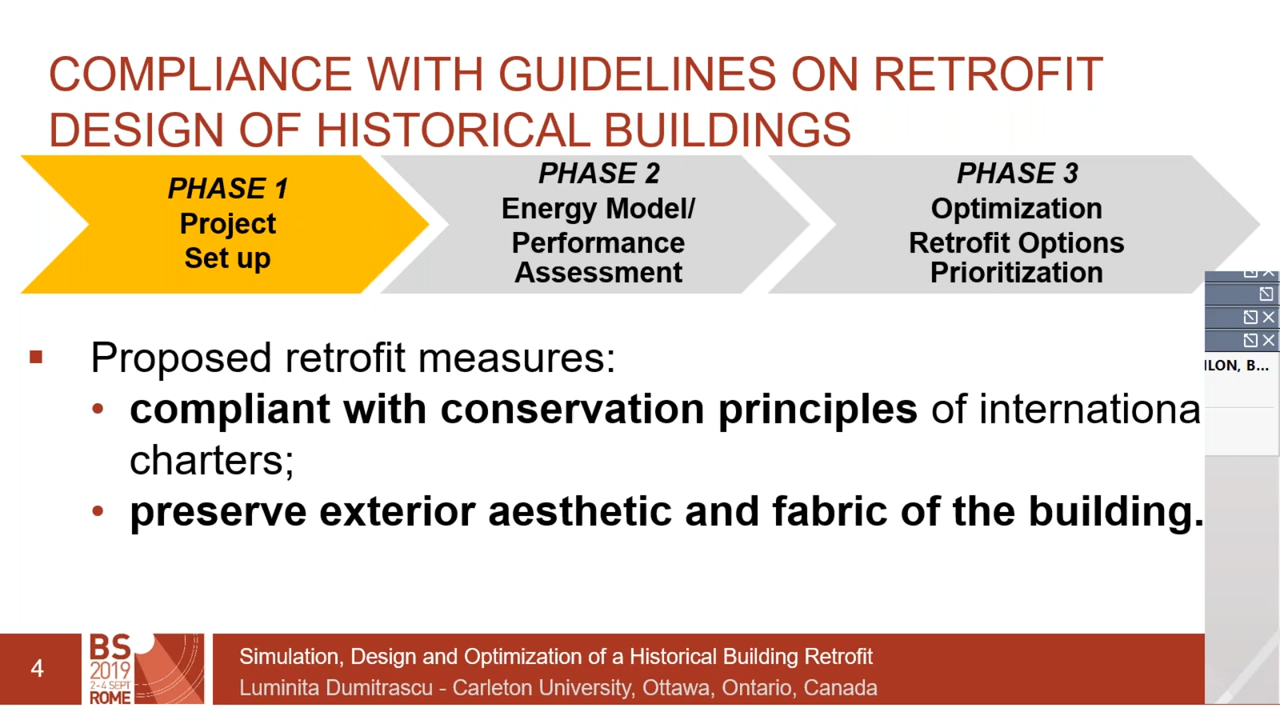 COMPLIANCE WITH GUIDELINES ON RETROFIT
DESIGN OF HISTORICAL BUILDINGS
PHASE 1
Project
Set up
PHASE 2
Energy Model/
Performance
Assessment
PHASE 3
Optimization
Retrofit Options
Prioritization
Proposed retrofit measures:
compliant with conservation principles of internationa
charters;
preserve exterior aesthetic and fabric of the building.
ILON, B...
4
BS
2019
2-4 SEPT
ROME
Simulation, Design and Optimization of a Historical Building Retrofit
Luminita Dumitrascu - Carleton University, Ottawa, Ontario, Canada